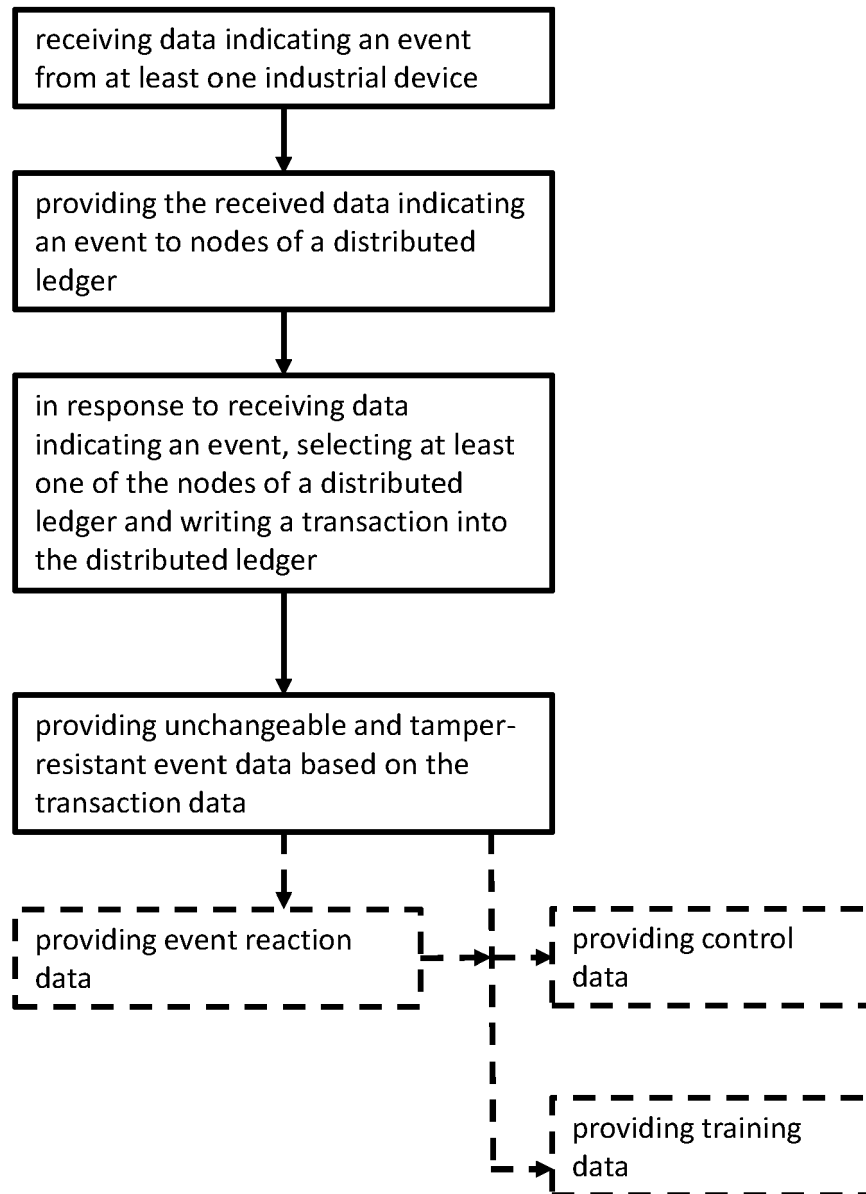 receiving data indicating an event
from at least one industrial device
providing the received data indicating
an event to nodes of a distributed
ledger
in response to receiving data
indicating an event, selecting at least
one of the nodes of a distributed
ledger and writing a transaction into
the distributed ledger
providing unchangeable and tamper-
resistant event data based on the
transaction data
providing event reaction
data
providing control
data
providing training
data